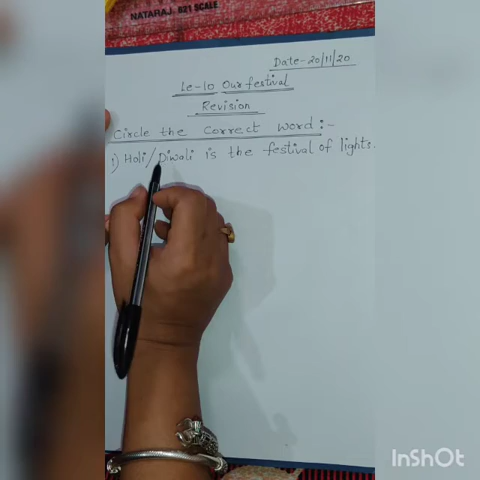 NATARAJ. 621 SCALE
Date-20/11/20
Le-10 Our festival
Revision
Circle the correct word:-
i) Holi/Diwali is the festival of lights.
InShOt